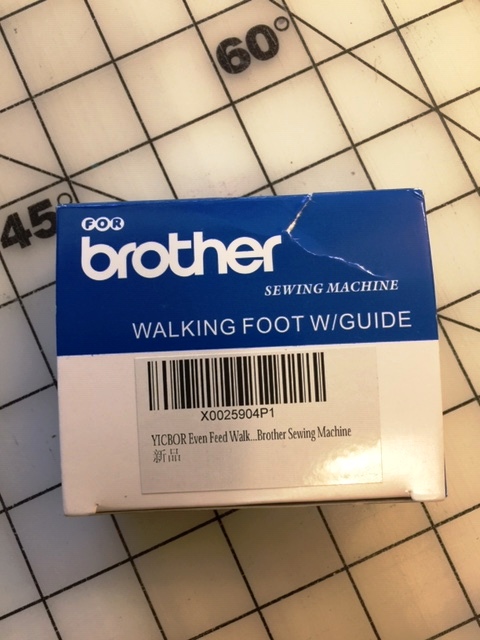 60°
45°
FOR
brother
SEWING MACHINE
WALKING FOOT W/GUIDE
X0025904P1
YICBOR Even Feed Walk...Brother Sewing Machine
新品